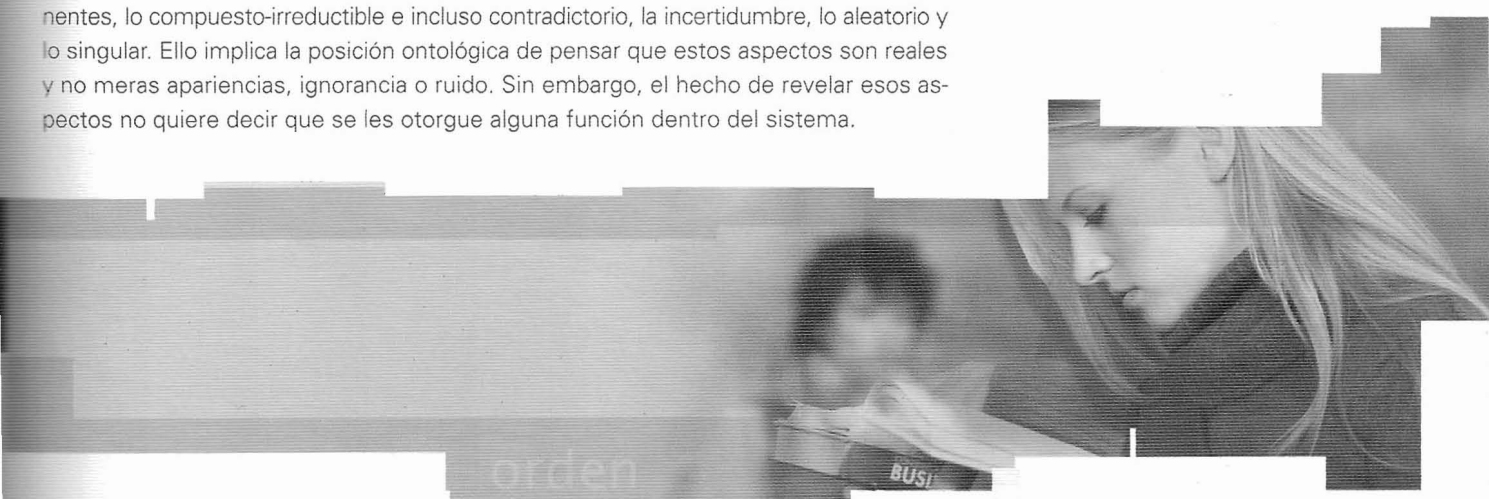 nentes, lo compuesto-irreductible e incluso contradictorio, la incertidumbre, lo aleatorio y
lo singular. Ello implica la posición ontológica de pensar que estos aspectos son reales
y no meras apariencias, ignorancia o ruido. Sin embargo, el hecho de revelar esos as-
pectos no quiere decir que se les otorgue alguna función dentro del sistema.
orden
BUSI